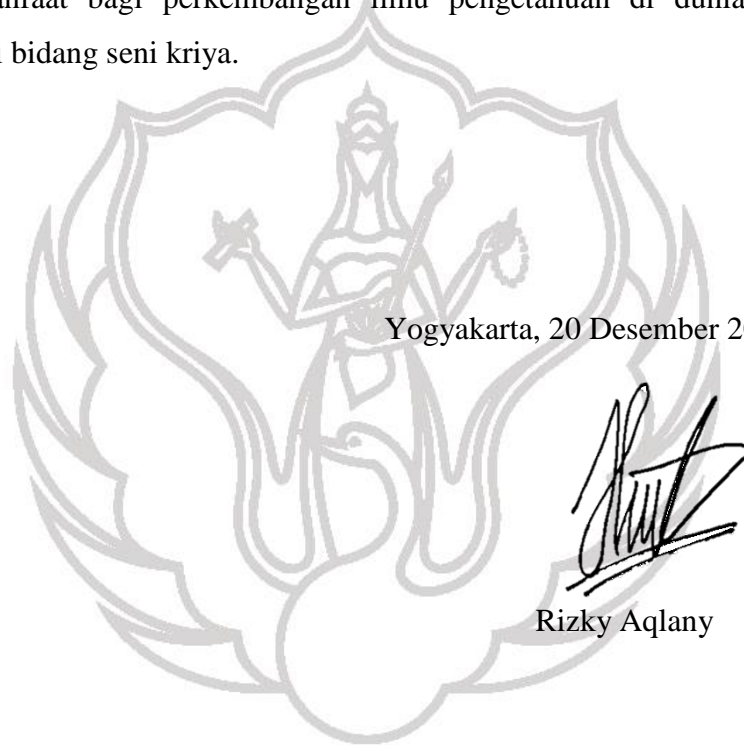 bagi perkembangan ilmu pengetahuan di dunia
bidang seni kriya.
Yogyakarta, 20 Desember
Rizky Aqlany